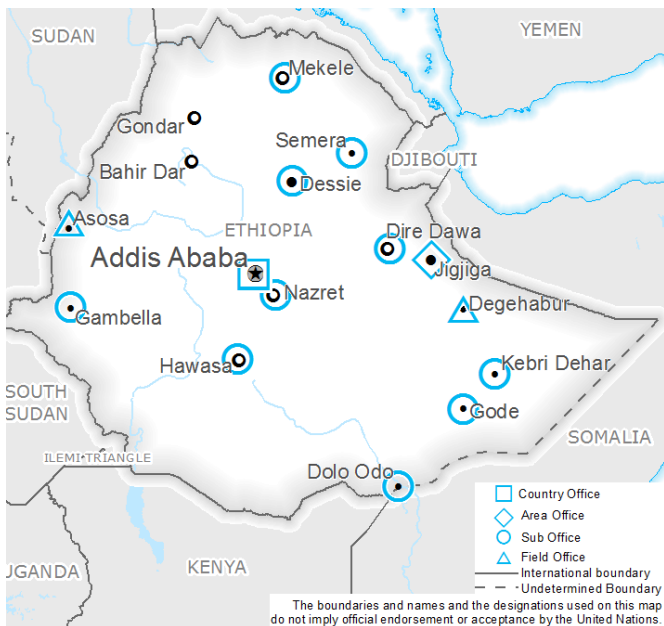 SUDAN
YEMEN
Mekele
Gondar
Semera
DJIBOUTI
Bahir Dar
Dessie
Asosa
ETHIOPIA
Dire Dawa
Addis Ababa
Jigjiga
Nazret
Degehabur
Gambella
Hawasa
Kebri Dehar
SOUTH
SUDAN
Gode
SOMALIA
ILEMI TRIANGLE
Dolo Odo
Country Office
Area Office
Sub Office
Field Office
KENYA
UGANDA
International boundary
Undetermined Boundary
The boundaries and names and the designations used on this map
do not imply official endorsement or acceptance by the United Nations.